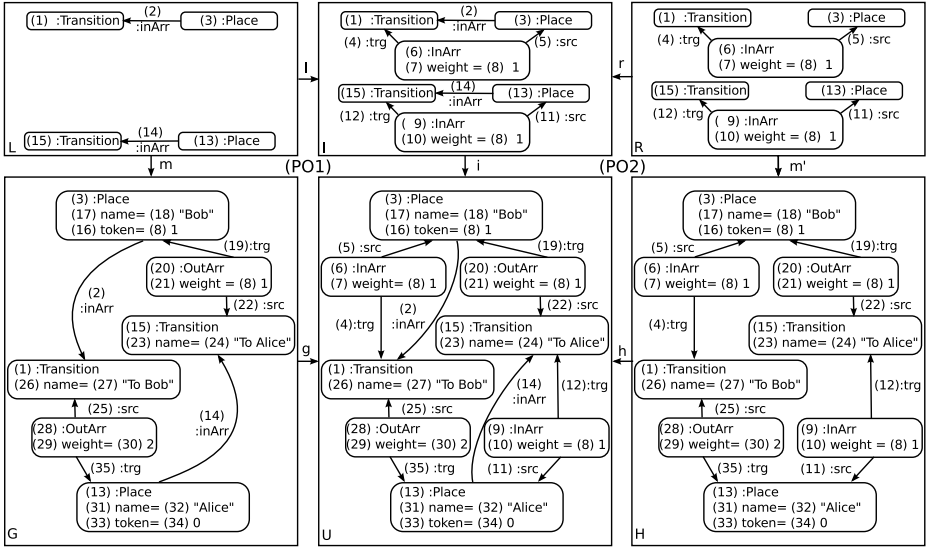 (1) :Transition
(2)
:inArr
(3) :Place
(15) :Transition
(14)
:inArr
(13) :Place
L
l
(1) :Transition
(2)
:inArr
(3) :Place
(4) :trg
(5) :src
(6) :InArr
(7) weight = (8) 1
(15) :Transition
(14)
:inArr
(13) :Place
(12) :trg
(11) :src
( 9) :InArr
(10) weight = (8) 1
I
r
(1) :Transition
(3) :Place
(4) :trg
(5) :src
(6) :InArr
(7) weight = (8) 1
(15) :Transition
(13) :Place
(12) :trg
(11) :src
( 9) :InArr
(10) weight = (8) 1
R
m
(PO1)
i
(PO2)
m'
(3) :Place
(17) name= (18) "Bob"
(16) token= (8) 1
(19):trg
(20) :OutArr
(21) weight = (8) 1
(2)
:inArr
(22) :src
(15) :Transition
(23) name= (24) "To Alice"
(1) :Transition
(26) name= (27) "To Bob"
(25) :src
(14)
:inArr
(28) :OutArr
(29) weight= (30) 2
(35) :trg
(13) :Place
(31) name= (32) "Alice"
(33) token= (34) 0
G
g
(3) :Place
(17) name= (18) "Bob"
(16) token= (8) 1
(5) :src
(19):trg
(6) :InArr
(7) weight = (8) 1
(20) :OutArr
(21) weight = (8) 1
(2)
:inArr
(22) :src
(4):trg
(15) :Transition
(23) name= (24) "To Alice"
(1) :Transition
(26) name= (27) "To Bob"
(14)
:inArr
(12):trg
(25) :src
(28) :OutArr
(29) weight= (30) 2
(9) :InArr
(10) weight = (8) 1
(35) :trg
(11) :src
(13) :Place
(31) name= (32) "Alice"
(33) token= (34) 0
U
h
(3) :Place
(17) name= (18) "Bob"
(16) token= (8) 1
(5) :src
(19):trg
(6) :InArr
(7) weight = (8) 1
(20) :OutArr
(21) weight = (8) 1
(22) :src
(4):trg
(15) :Transition
(23) name= (24) "To Alice"
(1) :Transition
(26) name= (27) "To Bob"
(12):trg
(25) :src
(28) :OutArr
(29) weight= (30) 2
(9) :InArr
(10) weight = (8) 1
(35) :trg
(11) :src
(13) :Place
(31) name= (32) "Alice"
(33) token= (34) 0
H